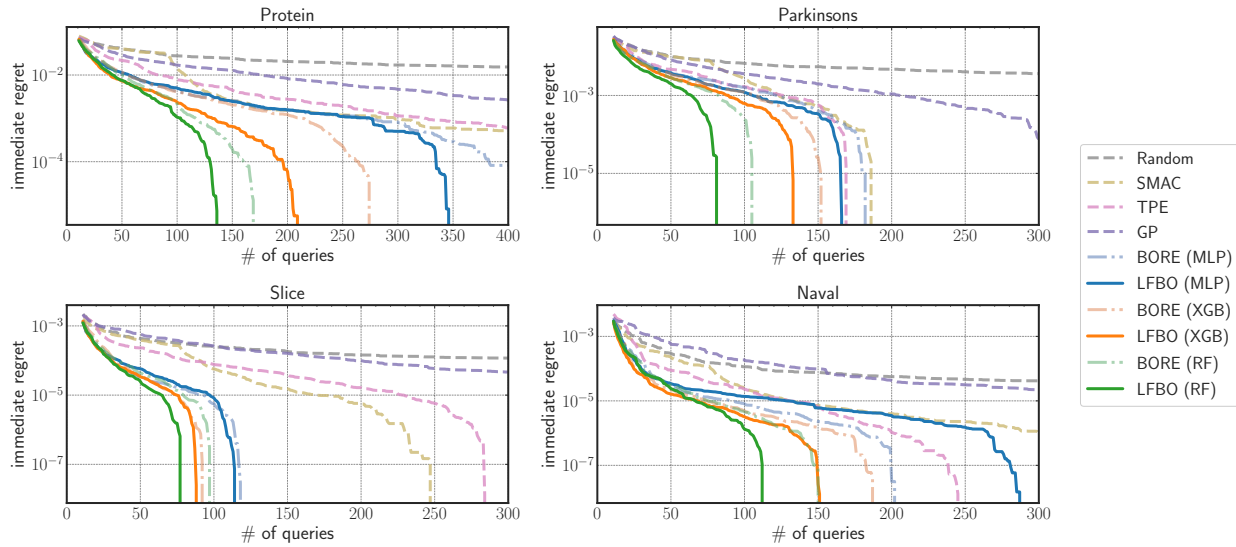 Protein
immediate regret
10⁻²
10⁻⁴
0 50 100 150 200 250 300 350 400
# of queries
Parkinsons
immediate regret
10⁻³
10⁻⁵
0 50 100 150 200 250 300
# of queries
Slice
immediate regret
10⁻³
10⁻⁵
10⁻⁷
0 50 100 150 200 250 300
# of queries
Naval
immediate regret
10⁻³
10⁻⁵
10⁻⁷
0 50 100 150 200 250 300
# of queries
Random
SMAC
TPE
GP
BORE (MLP)
LFBO (MLP)
BORE (XGB)
LFBO (XGB)
BORE (RF)
LFBO (RF)